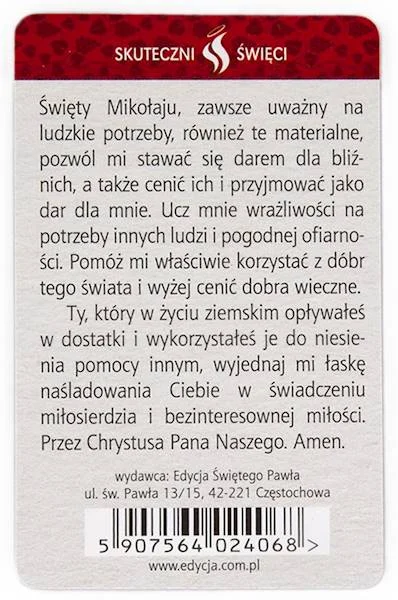 SKUTECZNI ŚWIĘCI
Święty Mikołaju, zawsze uważny na
ludzkie potrzeby, również te materialne,
pozwól mi stawać się darem dla bliź-
nich, a także cenić ich i przyjmować jako
dar dla mnie. Ucz mnie wrażliwości na
potrzeby innych ludzi i pogodnej ofiarno-
ści. Pomóż mi właściwie korzystać z dóbr
tego świata i wyżej cenić dobra wieczne.
Ty, który w życiu ziemskim opływałeś
w dostatki i wykorzystałeś je do niesie-
nia pomocy innym, wyjednaj mi łaskę
naśladowania Ciebie w świadczeniu
miłosierdzia i bezinteresownej miłości.
Przez Chrystusa Pana Naszego. Amen.
wydawca: Edycja Świętego Pawła
ul. św. Pawła 13/15, 42-221 Częstochowa
5 907564 024068 >
www.edycja.com.pl